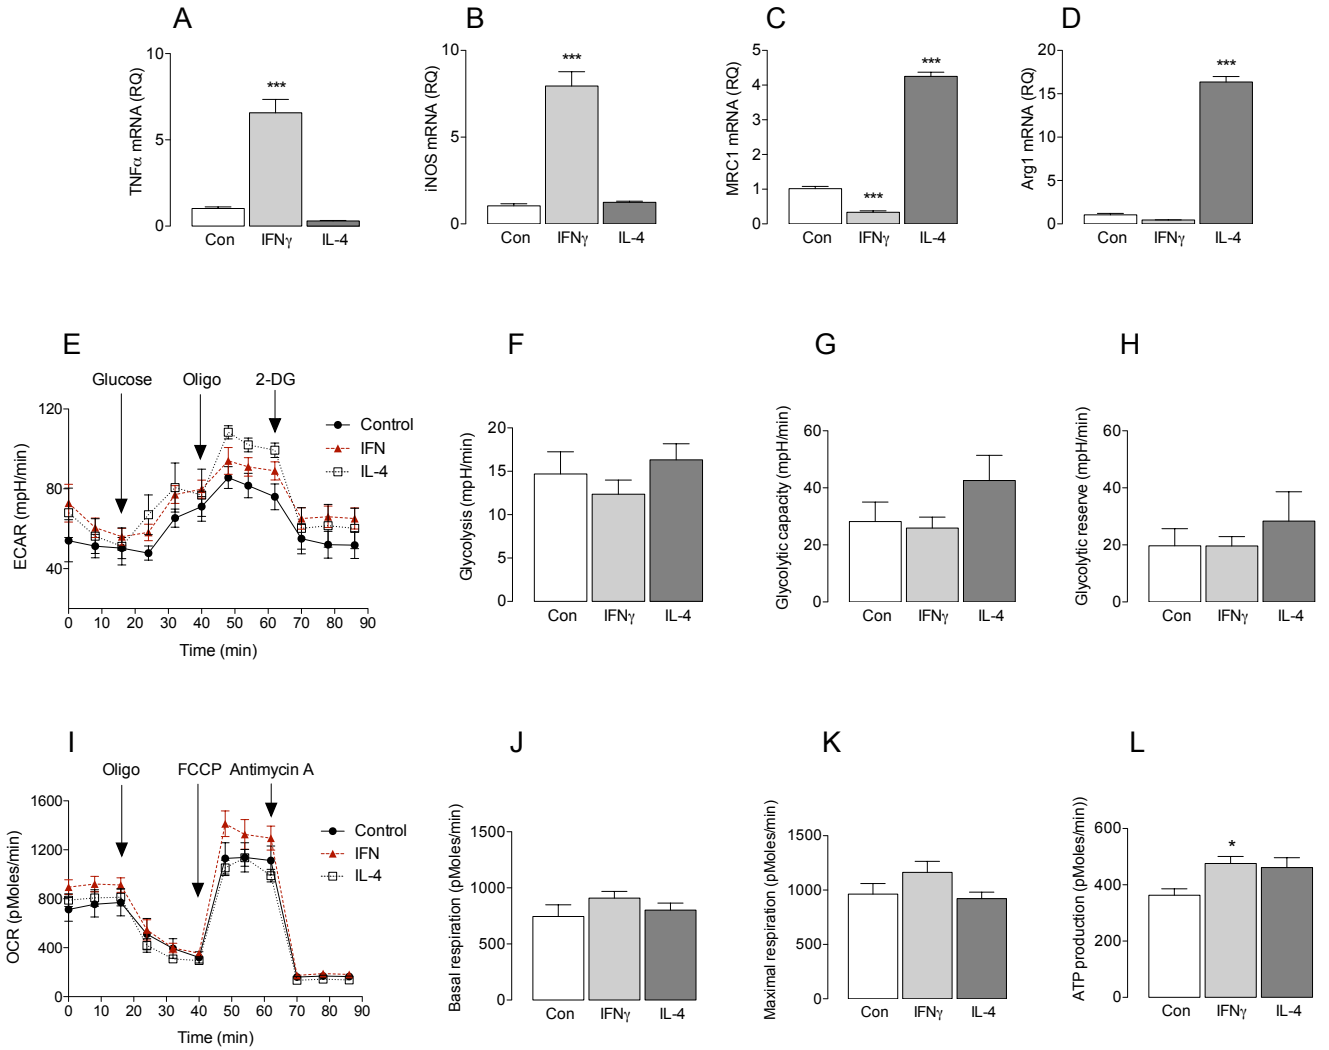 A
B
C
D
TNFα mRNA (RQ)
10
5
0
***
Con IFNγ IL-4
iNOS mRNA (RQ)
10
5
0
***
Con IFNγ IL-4
MRC1 mRNA (RQ)
5
4
3
2
1
0
***
***
Con IFNγ IL-4
Arg1 mRNA (RQ)
20
15
10
5
0
***
Con IFNγ IL-4
E
F
G
H
Glucose Oligo 2-DG
ECAR (mpH/min)
120
80
40
Control
IFN
IL-4
0 10 20 30 40 50 60 70 80 90
Time (min)
Glycolysis (mpH/min)
20
15
10
5
0
Con IFNγ IL-4
Glycolytic capacity (mpH/min)
60
40
20
0
Con IFNγ IL-4
Glycolytic reserve (mpH/min)
60
40
20
0
Con IFNγ IL-4
I
J
K
L
Oligo FCCP Antimycin A
OCR (pMoles/min)
1600
1200
800
400
0
Control
IFN
IL-4
0 10 20 30 40 50 60 70 80 90
Time (min)
Basal respiration (pMoles/min)
1500
1000
500
0
Con IFNγ IL-4
Maximal respiration (pMoles/min)
1500
1000
500
0
Con IFNγ IL-4
ATP production (pMoles/min))
600
400
200
0
*
Con IFNγ IL-4